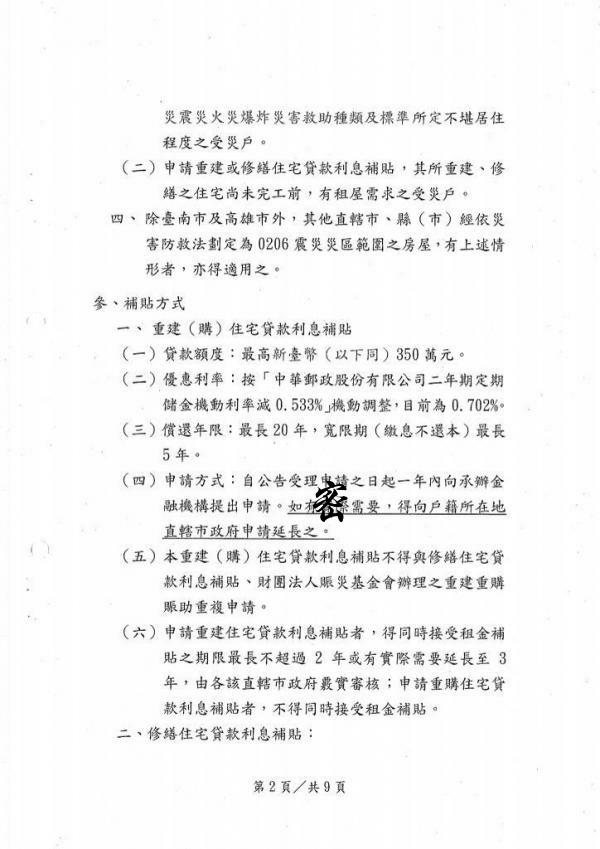 災震災火災爆炸災害救助種類及標準所定不堪居住
程度之受災戶。
（二）申請重建或修繕住宅貸款利息補貼，其所重建、修
繕之住宅尚未完工前，有租屋需求之受災戶。
四、除臺南市及高雄市外，其他直轄市、縣（市）經依災
害防救法劃定為0206震災災區範圍之房屋，有上述情
形者，亦得適用之。
參、補貼方式
一、重建（購）住宅貸款利息補貼
（一）貸款額度：最高新臺幣（以下同）350萬元。
（二）優惠利率：按「中華郵政股份有限公司二年期定期
儲金機動利率減0.533%」機動調整，目前為0.702%。
（三）償還年限：最長20年，寬限期（繳息不還本）最長
5年。
（四）申請方式：自公告受理申請之日起一年內向承辦金
融機構提出申請。如有 際需要，得向戶籍所在地
直轄市政府申請延長之。
密
（五）本重建（購）住宅貸款利息補貼不得與修繕住宅貸
款利息補貼、財團法人賑災基金會辦理之重建重購
賑助重複申請。
（六）申請重建住宅貸款利息補貼者，得同時接受租金補
貼之期限最長不超過 2 年或有實際需要延長至 3
年，由各該直轄市政府覈實審核；申請重購住宅貸
款利息補貼者，不得同時接受租金補貼。
二、修繕住宅貸款利息補貼：
第2頁／共9頁